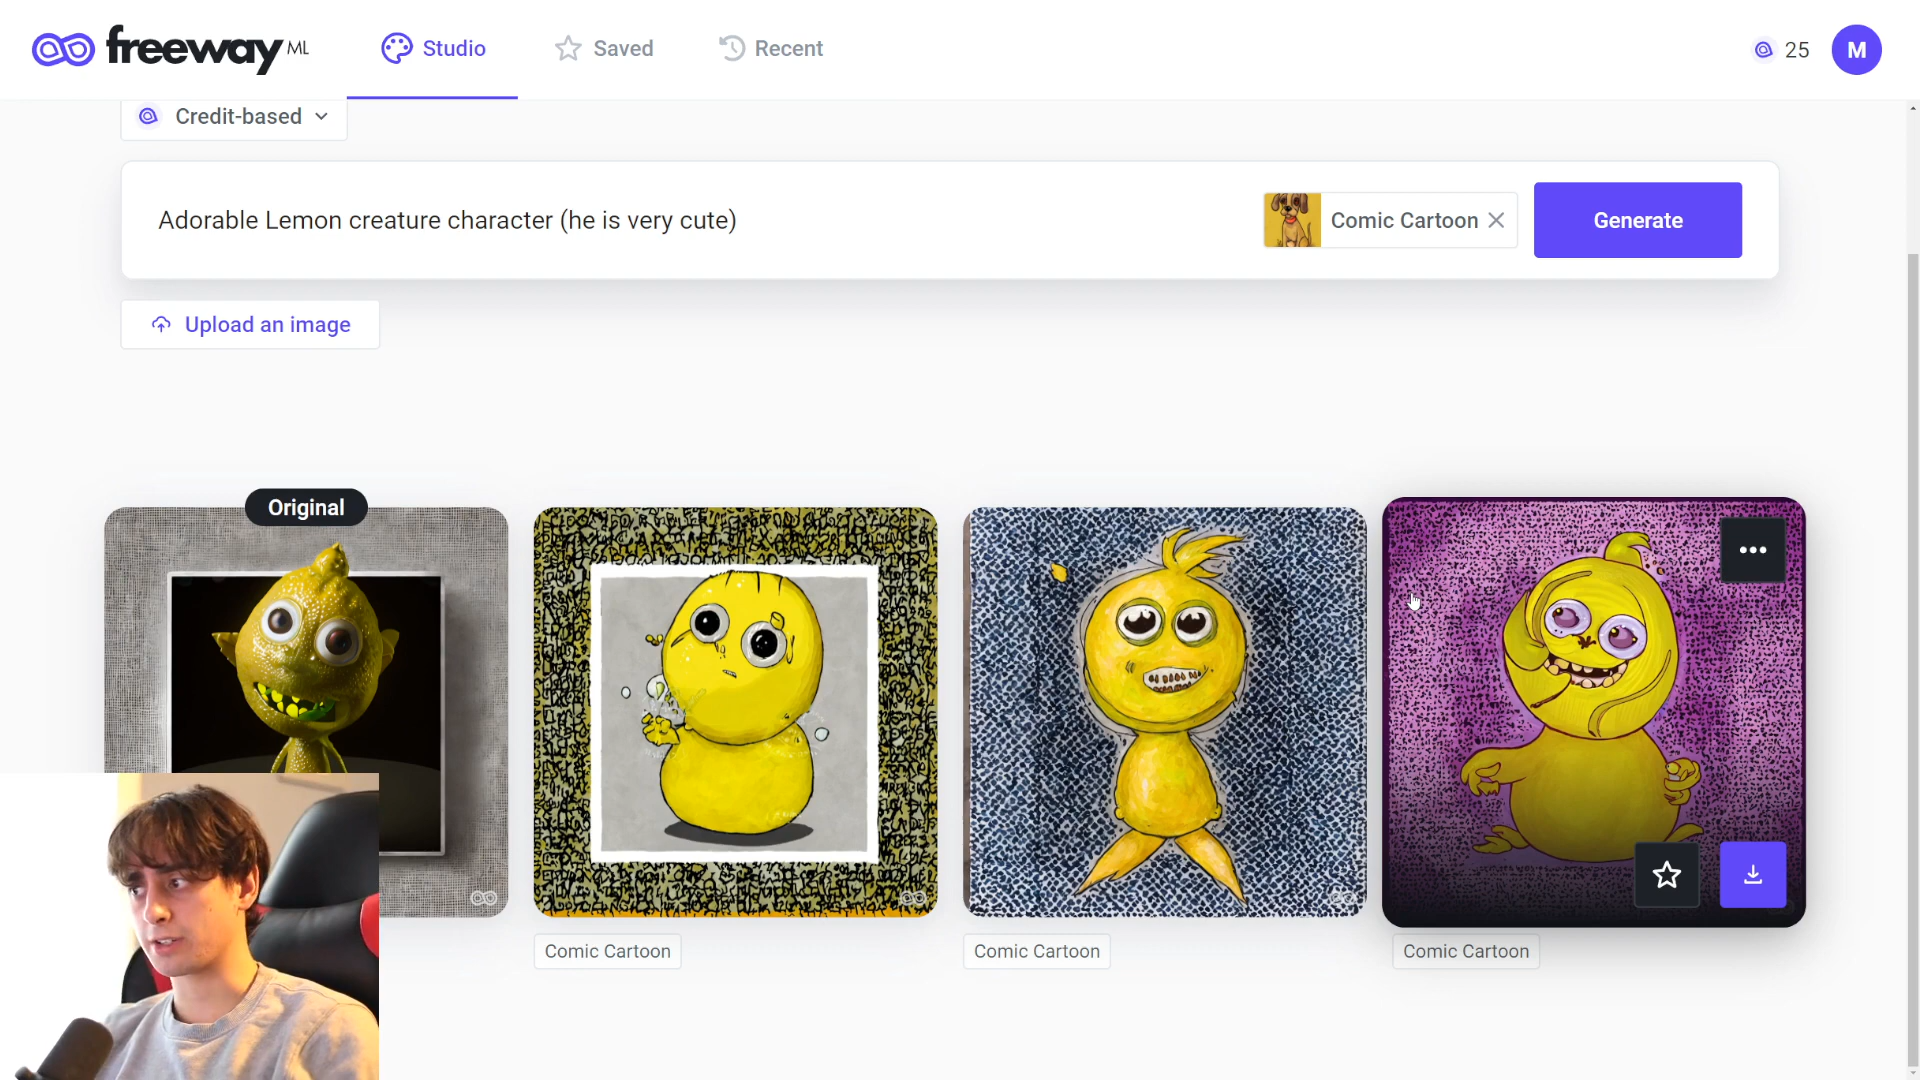 freeway ML
Studio
Saved
Recent
25
M
Credit-based
Adorable Lemon creature character (he is very cute)
Comic Cartoon
Generate
Upload an image
Original
Comic Cartoon
Comic Cartoon
Comic Cartoon